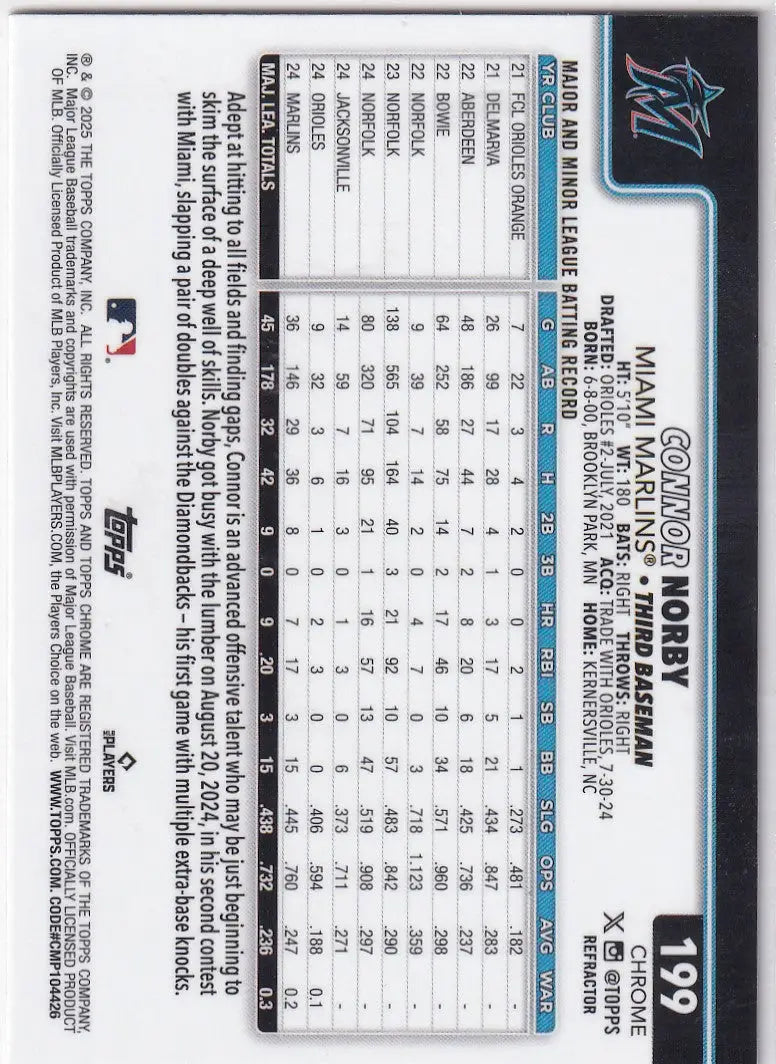 199
CONNOR NORBY
MIAMI MARLINS® • THIRD BASEMAN
CHROME
HT: 5'10" WT: 180 BATS: RIGHT THROWS: RIGHT
DRAFTED: ORIOLES #2-JULY, 2021 ACQ: TRADE WITH ORIOLES, 7-30-24
BORN: 6-8-00, BROOKLYN PARK, MN HOME: KERNERSVILLE, NC
@TOPPS
REFRACTOR
MAJOR AND MINOR LEAGUE BATTING RECORD
YR CLUB G AB R H 2B 3B HR RBI SB BB SLG OPS AVG WAR
21 FCL ORIOLES ORANGE 7 22 3 4 2 0 0 2 1 1 .273 .481 .182 -
21 DELMARVA 26 99 17 28 4 1 3 17 5 21 .434 .847 .283 -
22 ABERDEEN 48 186 27 44 7 2 8 20 6 18 .425 .736 .237 -
22 BOWIE 64 252 58 75 14 2 17 46 10 34 .571 .960 .298 -
22 NORFOLK 9 39 7 14 2 0 4 7 0 3 .718 1.123 .359 -
23 NORFOLK 138 565 104 164 40 3 21 92 10 57 .483 .842 .290 -
24 NORFOLK 80 320 71 95 21 1 16 57 13 47 .519 .908 .297 -
24 JACKSONVILLE 14 59 7 16 3 0 1 3 0 6 .373 .711 .271 -
24 ORIOLES 9 32 3 6 1 0 2 3 0 0 .406 .594 .188 0.1
24 MARLINS 36 146 29 36 8 0 7 17 3 15 .445 .760 .247 0.2
MAJ. LEA. TOTALS 45 178 32 42 9 0 9 20 3 15 .438 .732 .236 0.3
Adept at hitting to all fields and finding gaps, Connor is an advanced offensive talent who may be just beginning to
skim the surface of a deep well of skills. Norby got busy with the lumber on August 20, 2024, in his second contest
with Miami, slapping a pair of doubles against the Diamondbacks – his first game with multiple extra-base knocks.
topps®
MLB PLAYERS
® & © 2025 THE TOPPS COMPANY, INC. ALL RIGHTS RESERVED. TOPPS AND TOPPS CHROME ARE REGISTERED TRADEMARKS OF THE TOPPS COMPANY,
INC. Major League Baseball trademarks and copyrights are used with permission of Major League Baseball. Visit MLB.com. OFFICIALLY LICENSED PRODUCT
OF MLB. Officially Licensed Product of MLB Players, Inc. Visit MLBPLAYERS.COM, the Players Choice on the web. WWW.TOPPS.COM. CODE#CMP104426